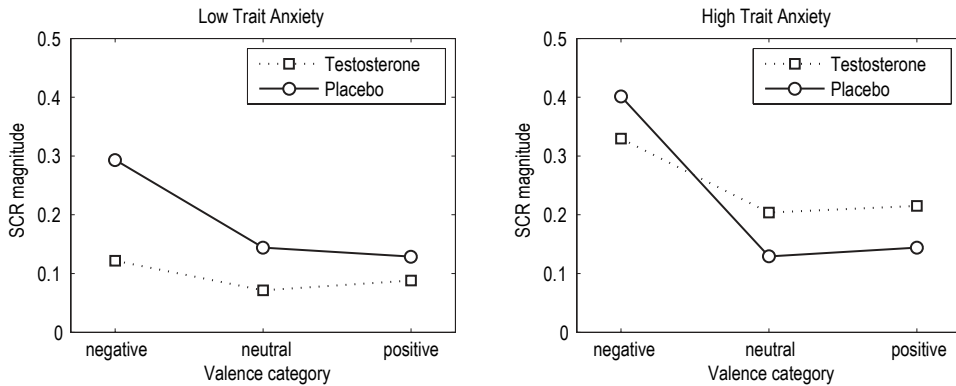 Low Trait Anxiety
0.5
0.4
0.3
0.2
0.1
0
SCR magnitude
Testosterone
Placebo
negative neutral positive
Valence category
High Trait Anxiety
0.5
0.4
0.3
0.2
0.1
0
SCR magnitude
Testosterone
Placebo
negative neutral positive
Valence category